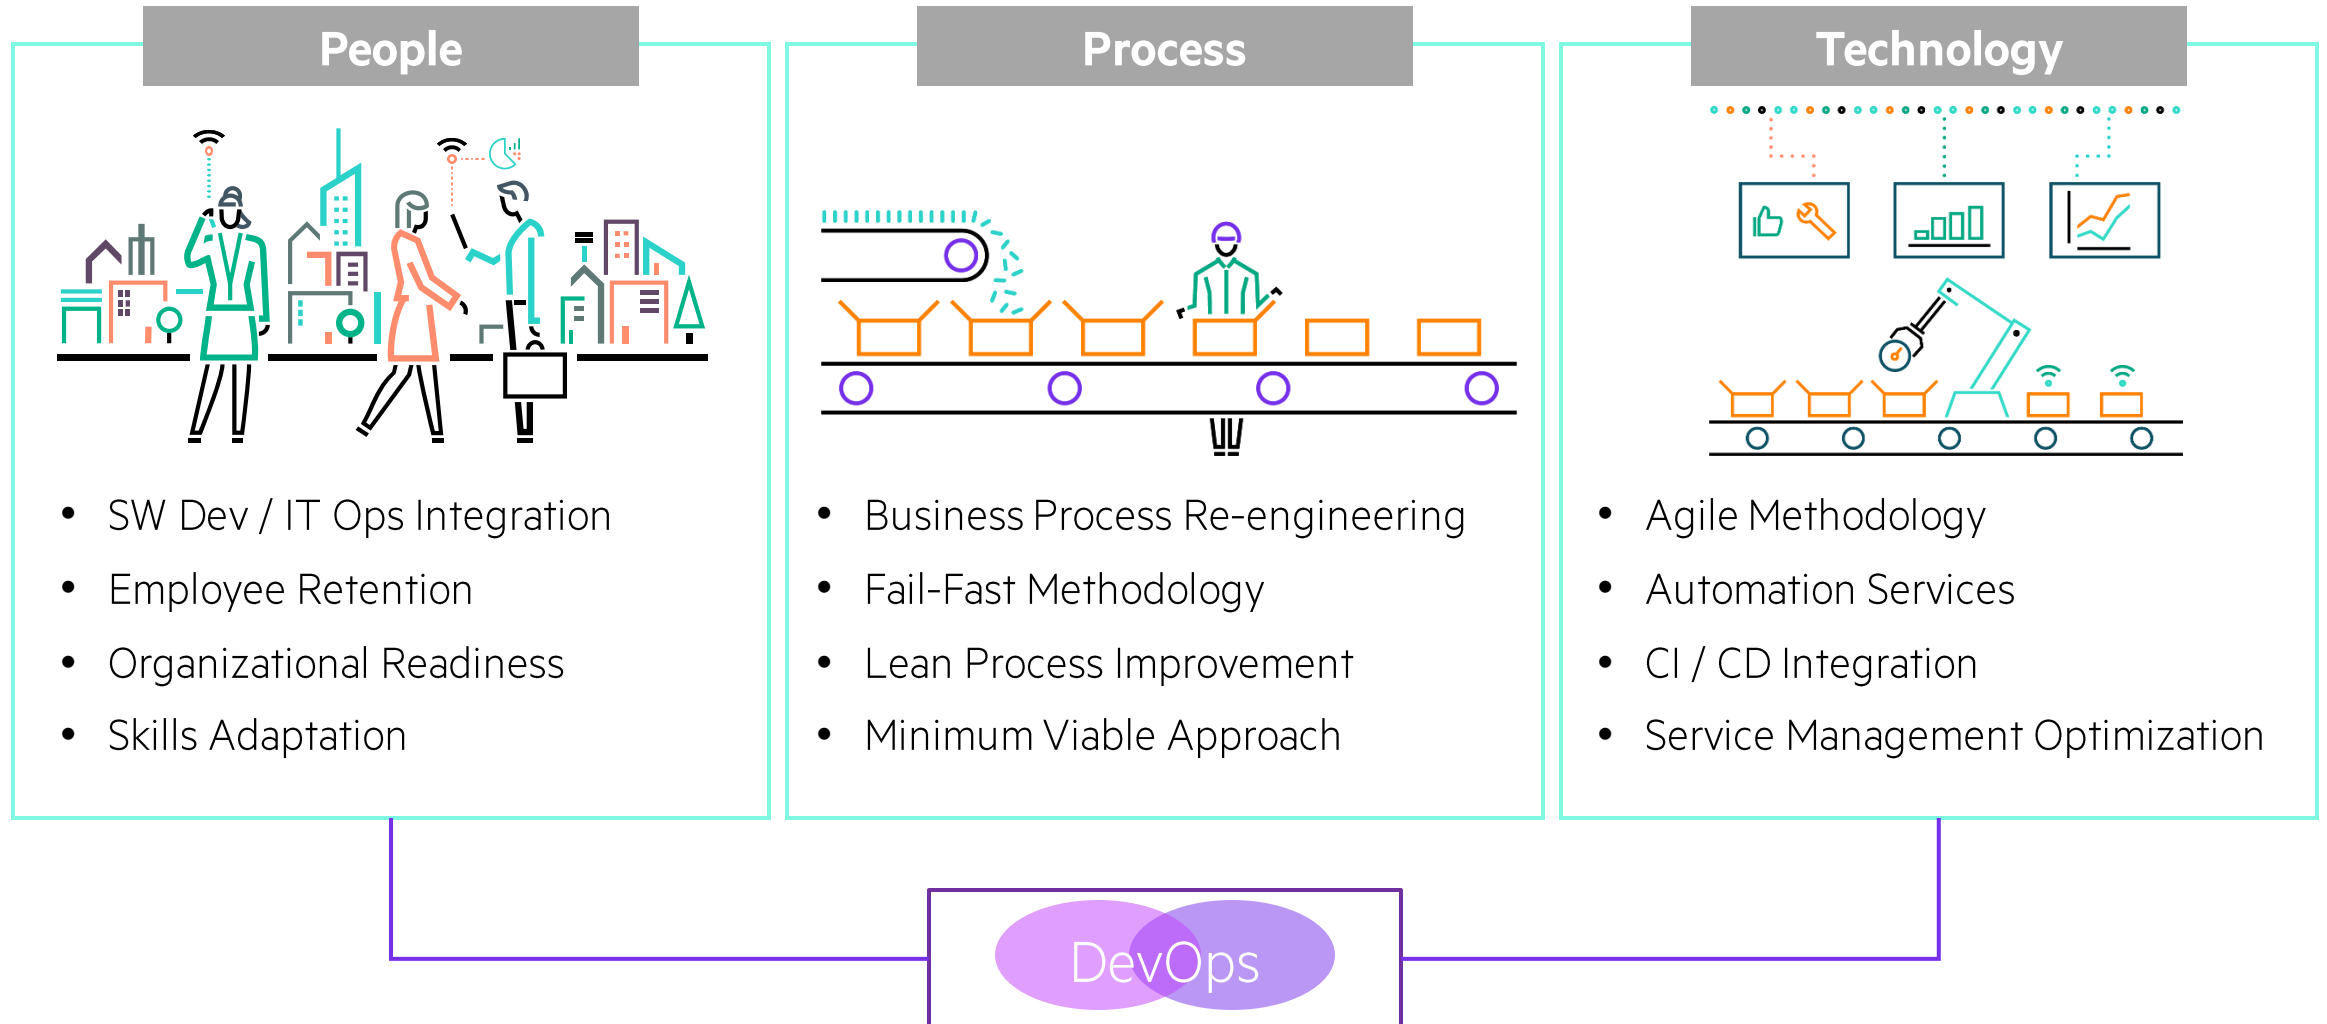 People
• SW Dev / IT Ops Integration
• Employee Retention
• Organizational Readiness
• Skills Adaptation
Process
• Business Process Re-engineering
• Fail-Fast Methodology
• Lean Process Improvement
• Minimum Viable Approach
Technology
• Agile Methodology
• Automation Services
• CI / CD Integration
• Service Management Optimization
DevOps